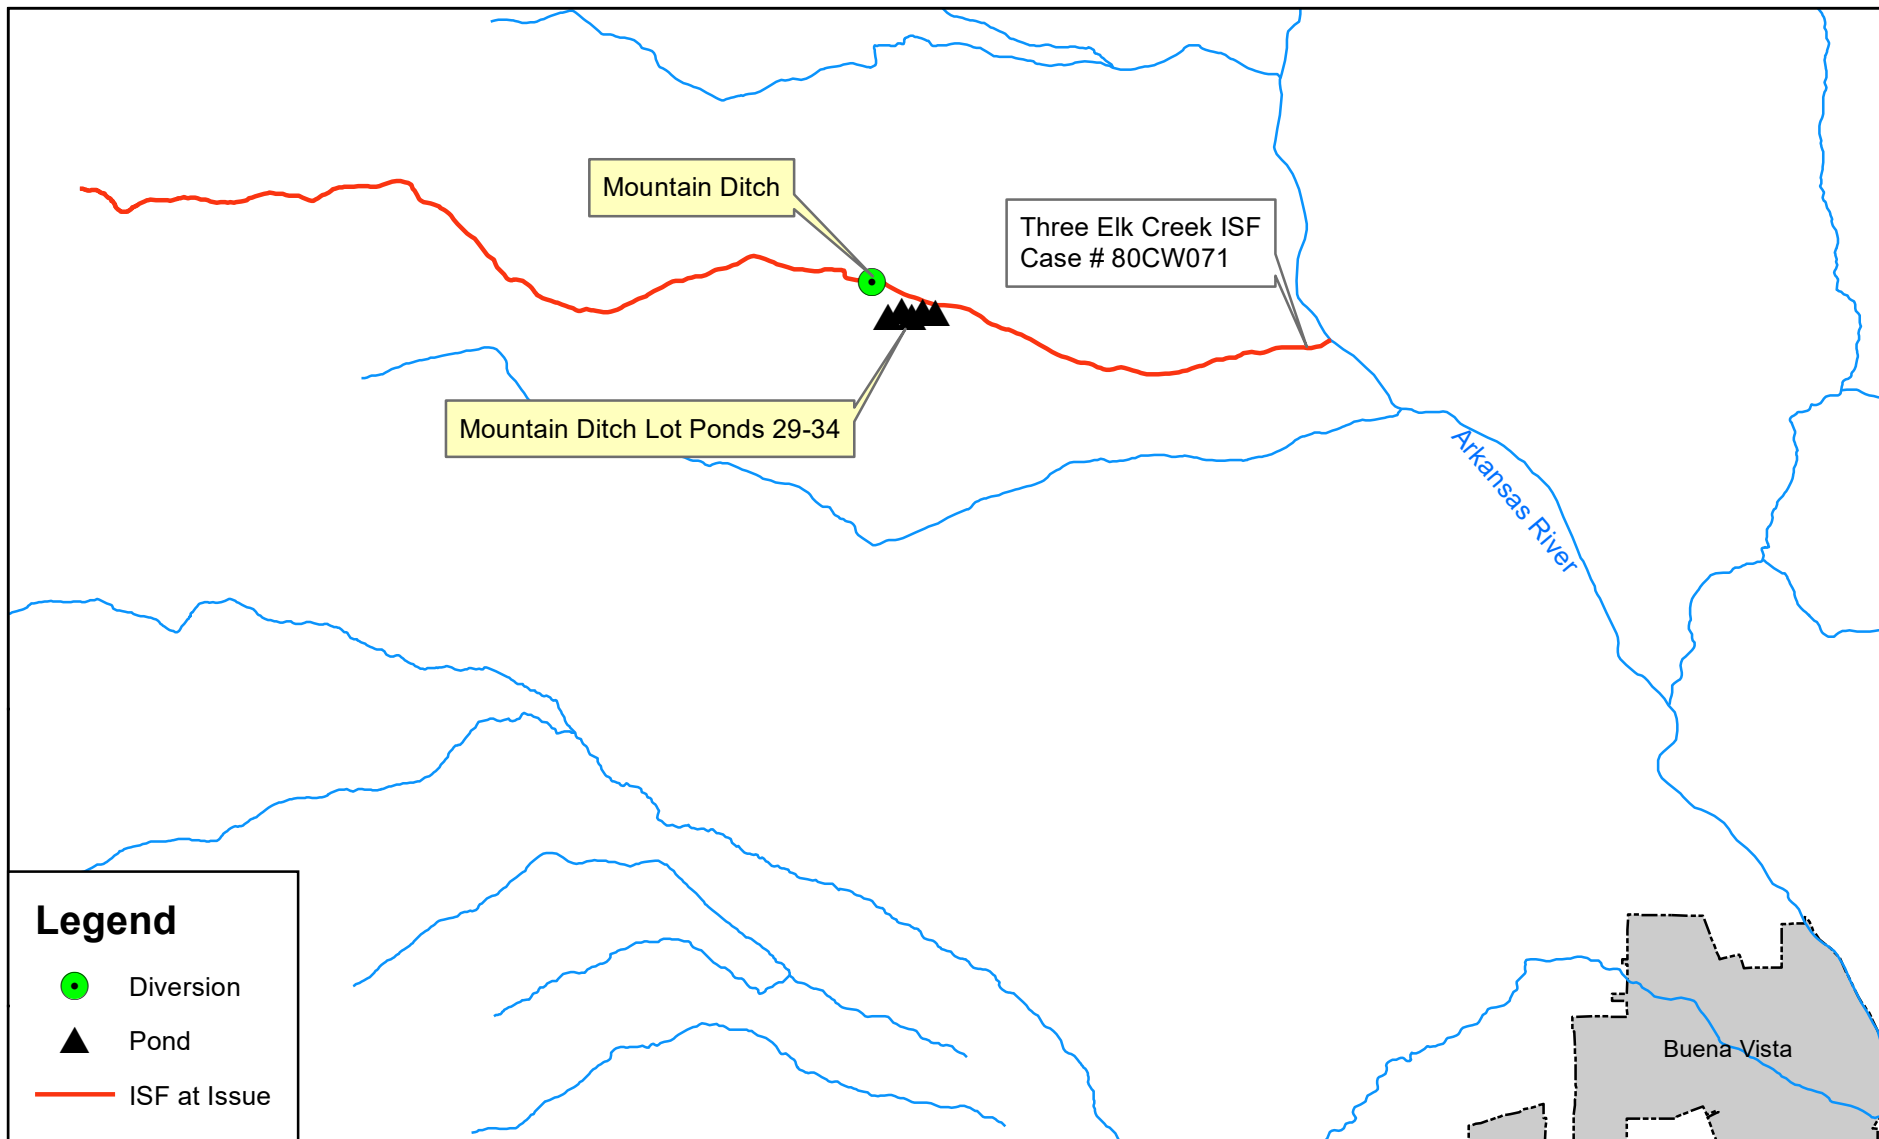 Mountain Ditch
Three Elk Creek ISF
Case # 80CW071
Mountain Ditch Lot Ponds 29-34
Arkansas River
Legend
Diversion
Pond
ISF at Issue
Buena Vista